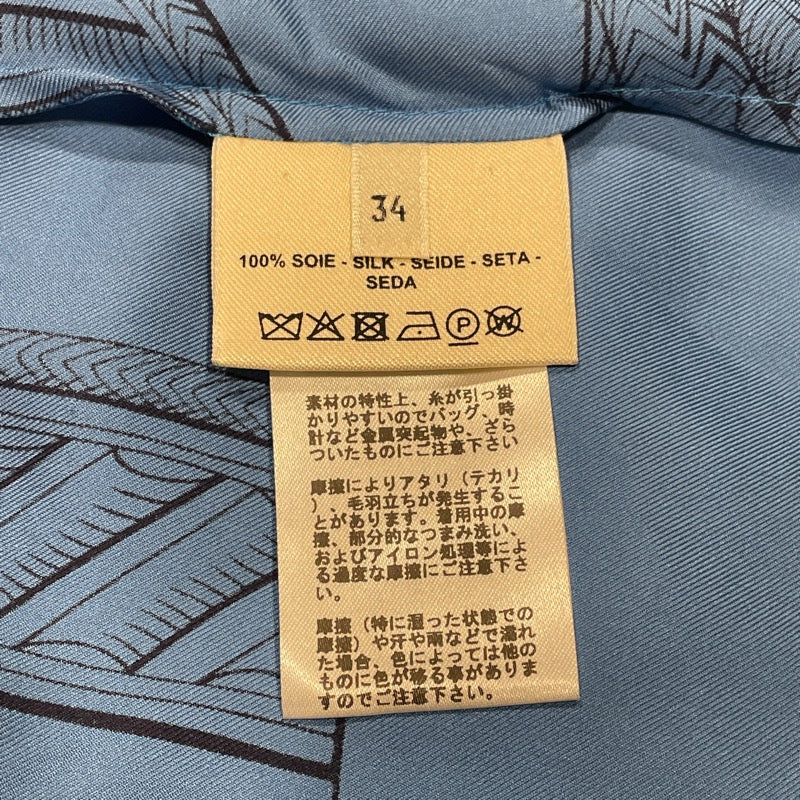 34
100% SOIE - SILK - SEIDE - SETA -
SEDA
P
W
素材の特性上、糸が引っ掛
かりやすいのでバッグ、時
計など金属突起物や、ざら
ついたものにご注意下さい
摩擦によりアタリ（テカリ
）、毛羽立ちが発生するこ
とがあります。着用中の摩
擦、部分的なつまみ洗い、
およびアイロン処理等によ
る過度な摩擦にご注意下さ
い。
摩擦（特に湿った状態での
摩擦）や汗や雨などで濡れ
た場合、色によっては他の
ものに色が移る事がありま
すのでご注意下さい。